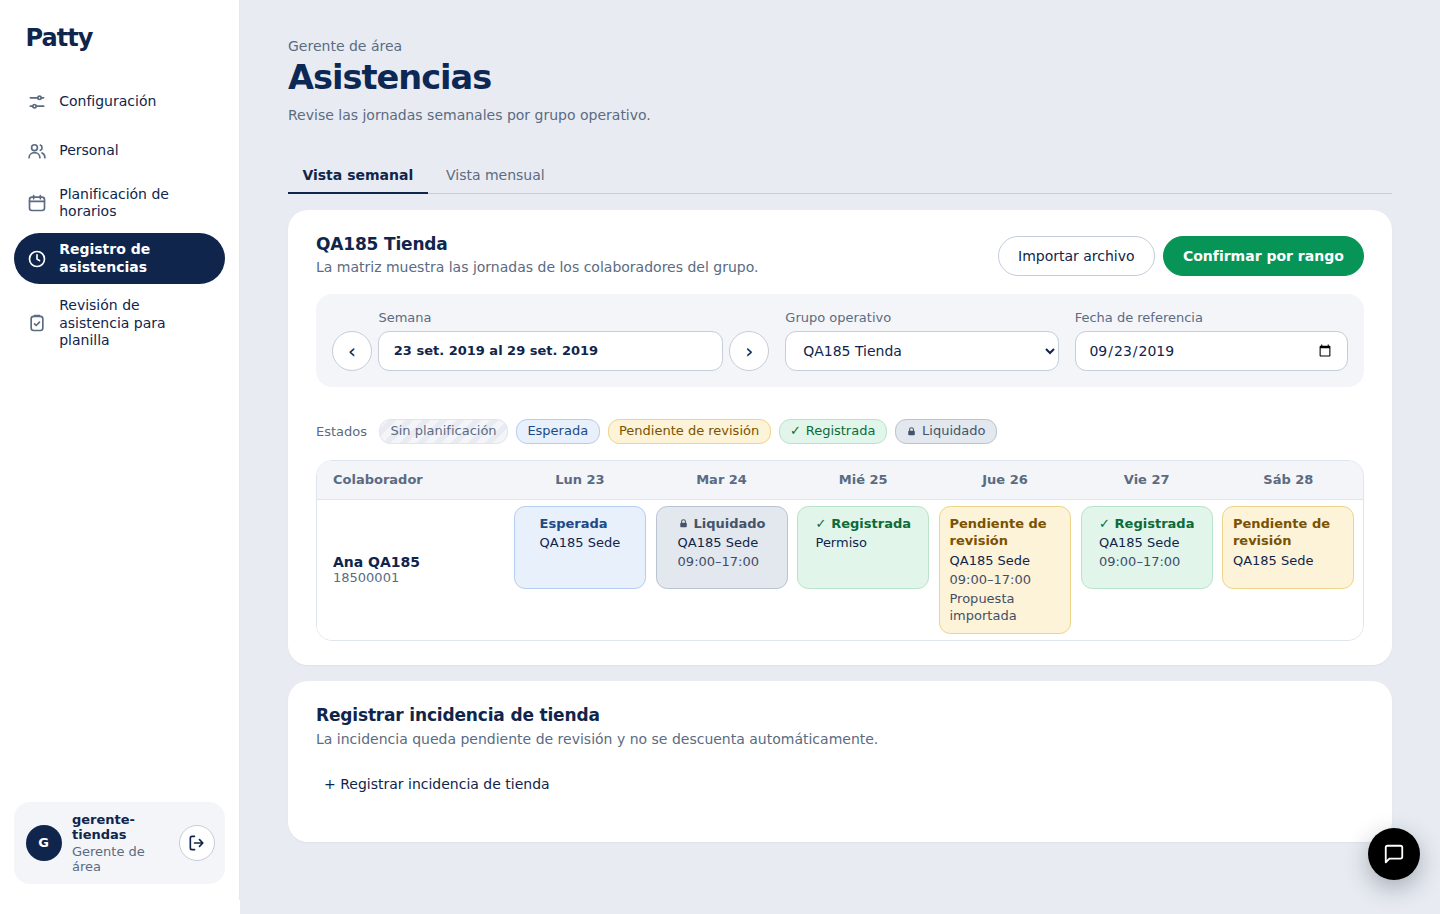 Patty
Configuración
Personal
Planificación de
horarios
Registro de
asistencias
Revisión de
asistencia para
planilla
G
gerente-
tiendas
Gerente de
área
Gerente de área
Asistencias
Revise las jornadas semanales por grupo operativo.
Vista semanal
Vista mensual
QA185 Tienda
La matriz muestra las jornadas de los colaboradores del grupo.
Importar archivo
Confirmar por rango
Semana
‹
23 set. 2019 al 29 set. 2019
›
Grupo operativo
QA185 Tienda
Fecha de referencia
09/23/2019
Estados
Sin planificación
Esperada
Pendiente de revisión
✓ Registrada
Liquidado
Colaborador
Lun 23
Mar 24
Mié 25
Jue 26
Vie 27
Sáb 28
Ana QA185
18500001
Esperada
QA185 Sede
Liquidado
QA185 Sede
09:00–17:00
✓ Registrada
Permiso
Pendiente de
revisión
QA185 Sede
09:00–17:00
Propuesta
importada
✓ Registrada
QA185 Sede
09:00–17:00
Pendiente de
revisión
QA185 Sede
Registrar incidencia de tienda
La incidencia queda pendiente de revisión y no se descuenta automáticamente.
+ Registrar incidencia de tienda